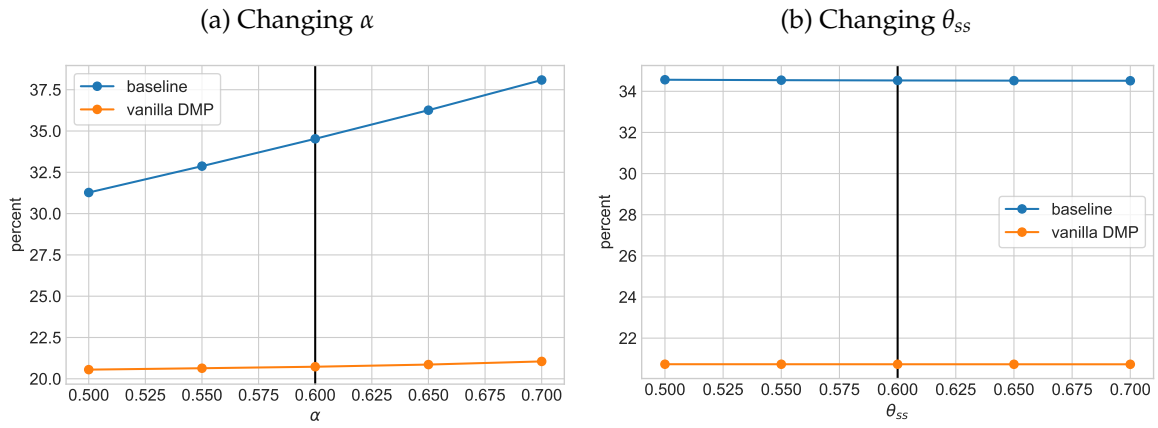 (a) Changing α
baseline
vanilla DMP
37.5
35.0
32.5
30.0
27.5
25.0
22.5
20.0
percent
0.500 0.525 0.550 0.575 0.600 0.625 0.650 0.675 0.700
α
(b) Changing θss
34
32
30
28
26
24
22
percent
baseline
vanilla DMP
0.500 0.525 0.550 0.575 0.600 0.625 0.650 0.675 0.700
θss